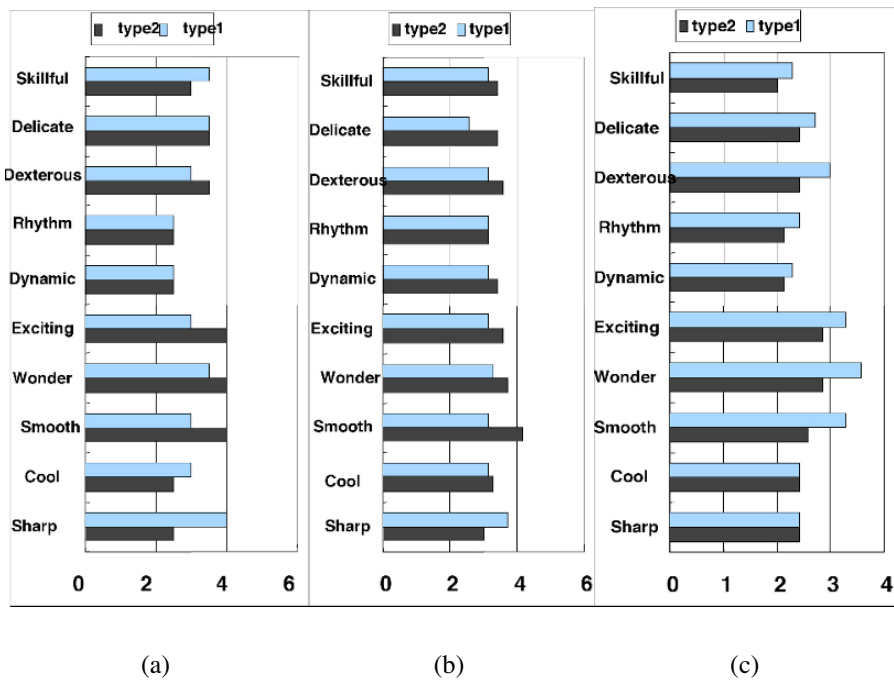 type2 type1
Skillful
Delicate
Dexterous
Rhythm
Dynamic
Exciting
Wonder
Smooth
Cool
Sharp
0 2 4 6
(a)
type2 type1
Skillful
Delicate
Dexterous
Rhythm
Dynamic
Exciting
Wonder
Smooth
Cool
Sharp
0 2 4 6
(b)
type2 type1
Skillful
Delicate
Dexterous
Rhythm
Dynamic
Exciting
Wonder
Smooth
Cool
Sharp
0 1 2 3 4
(c)